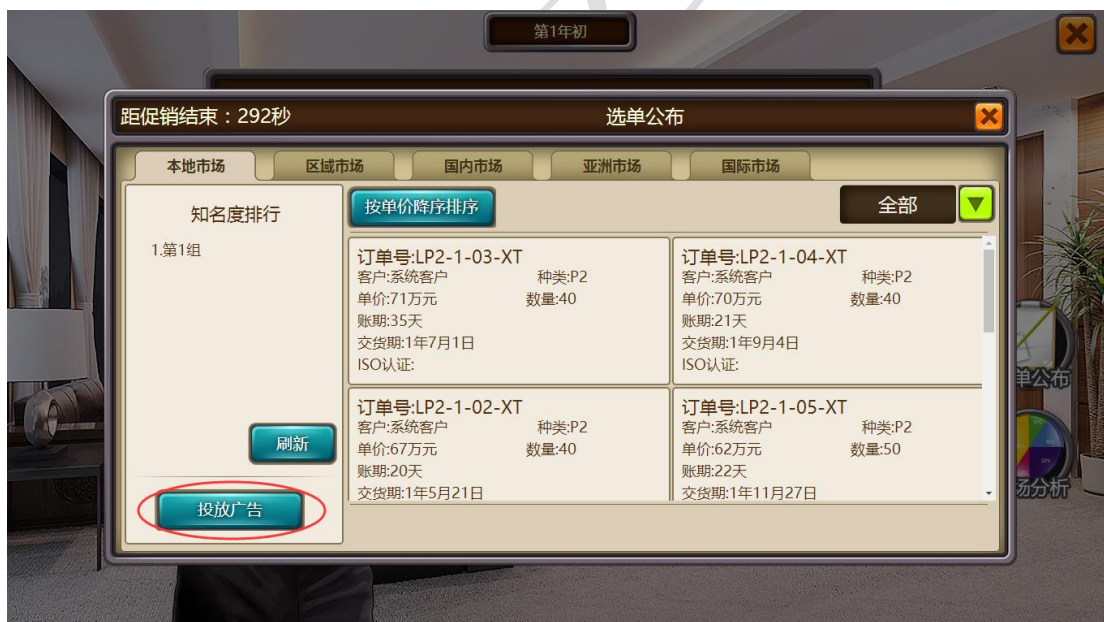 第1年初
距促销结束：292秒
选单公布
本地市场
区域市场
国内市场
亚洲市场
国际市场
知名度排行
1.第1组
刷新
投放广告
按单价降序排序
全部
订单号:LP2-1-03-XT
客户:系统客户 种类:P2
单价:71万元 数量:40
账期:35天
交货期:1年7月1日
ISO认证:
订单号:LP2-1-04-XT
客户:系统客户 种类:P2
单价:70万元 数量:40
账期:21天
交货期:1年9月4日
ISO认证:
订单号:LP2-1-02-XT
客户:系统客户 种类:P2
单价:67万元 数量:40
账期:20天
交货期:1年5月21日
订单号:LP2-1-05-XT
客户:系统客户 种类:P2
单价:62万元 数量:50
账期:22天
交货期:1年11月27日
单公布
场分析